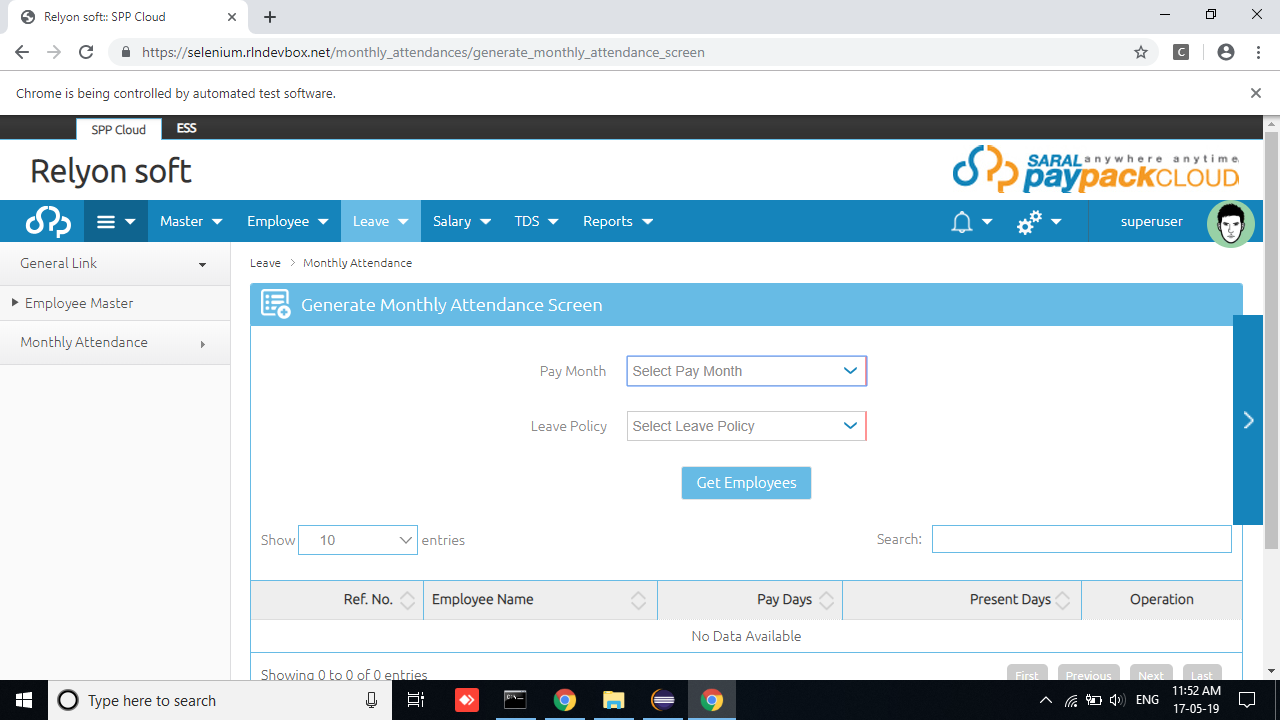 Relyon soft:: SPP Cloud
https://selenium.rlndevbox.net/monthly_attendances/generate_monthly_attendance_screen
C
Chrome is being controlled by automated test software.
SPP Cloud ESS
Relyon soft
SARAL anywhere anytime
paypackCLOUD
Master Employee Leave Salary TDS Reports superuser
General Link
Employee Master
Monthly Attendance
Leave > Monthly Attendance
Generate Monthly Attendance Screen
Pay Month Select Pay Month
Leave Policy Select Leave Policy
Get Employees
Show 10 entries Search:
Ref. No. Employee Name Pay Days Present Days Operation
No Data Available
Showing 0 to 0 of 0 entries First Previous Next Last
Type here to search
ENG
11:52 AM
17-05-19